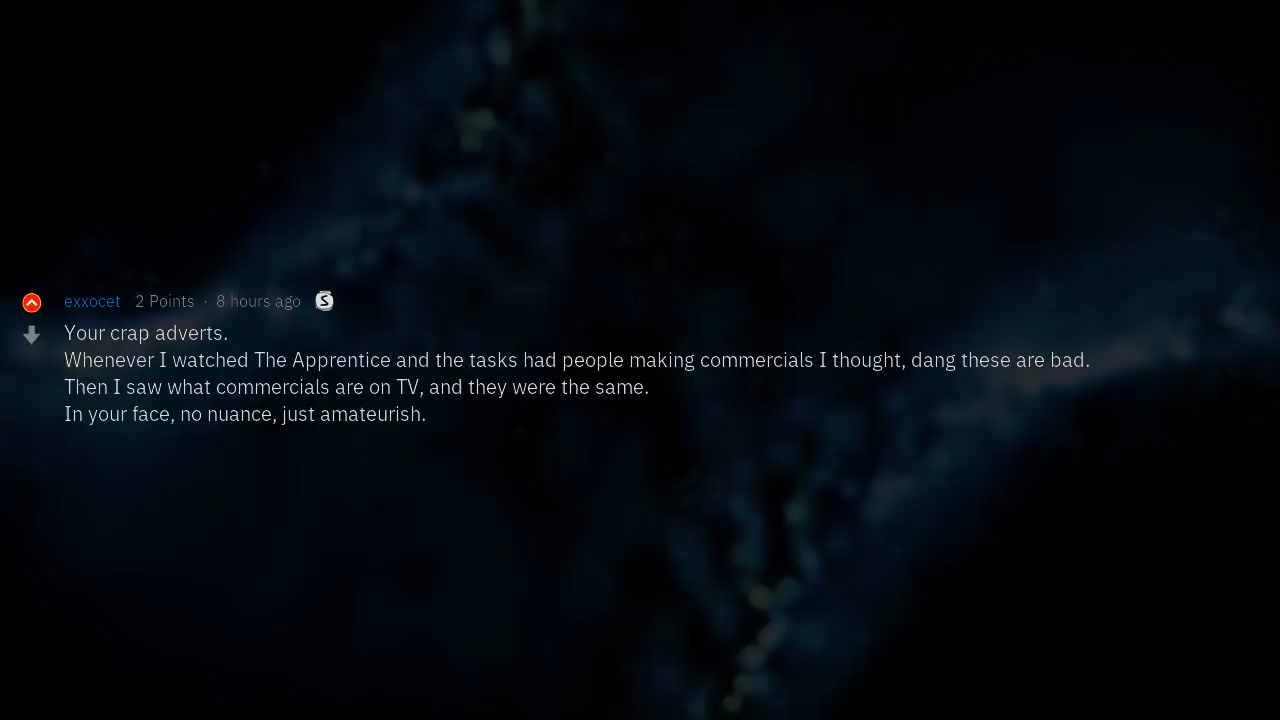 exxocet 2 Points · 8 hours ago S
Your crap adverts.
Whenever I watched The Apprentice and the tasks had people making commercials I thought, dang these are bad.
Then I saw what commercials are on TV, and they were the same.
In your face, no nuance, just amateurish.